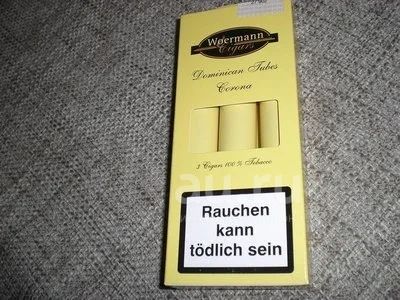 Woermann
Cigars
Dominican Tubes
Corona
3 Cigars 100 % Tobacco
Rauchen
kann
tödlich sein